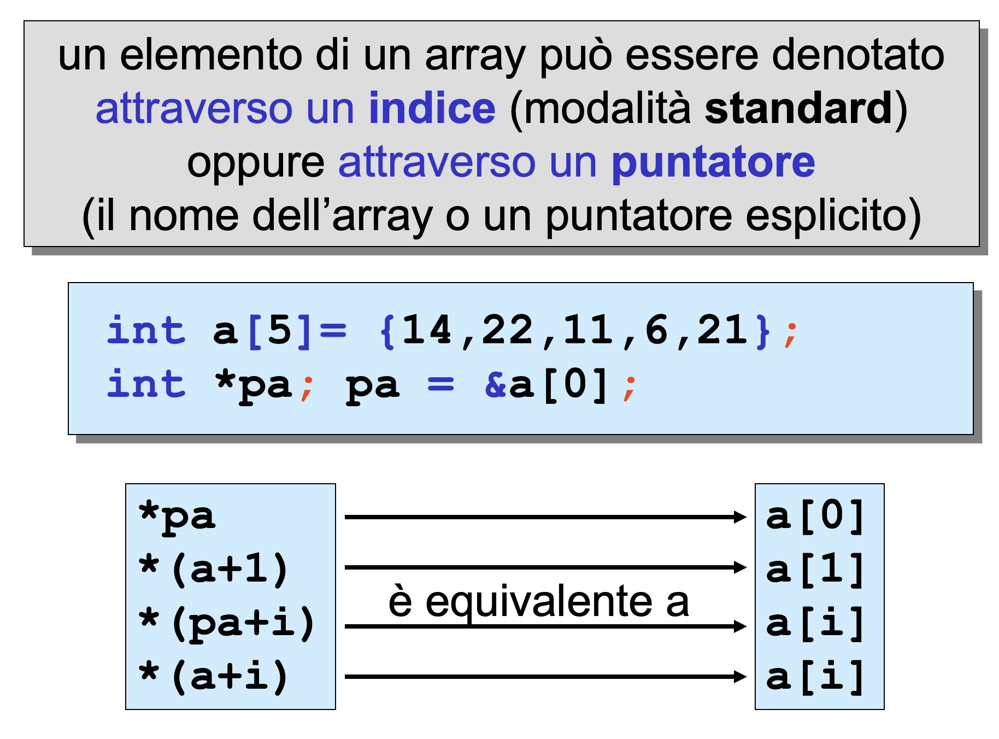 un elemento di un array può essere denotato
attraverso un indice (modalità standard)
oppure attraverso un puntatore
(il nome dell’array o un puntatore esplicito)
int a[5]= {14,22,11,6,21};
int *pa; pa = &a[0];
*pa a[0]
*(a+1) a[1]
è equivalente a
*(pa+i) a[i]
*(a+i) a[i]